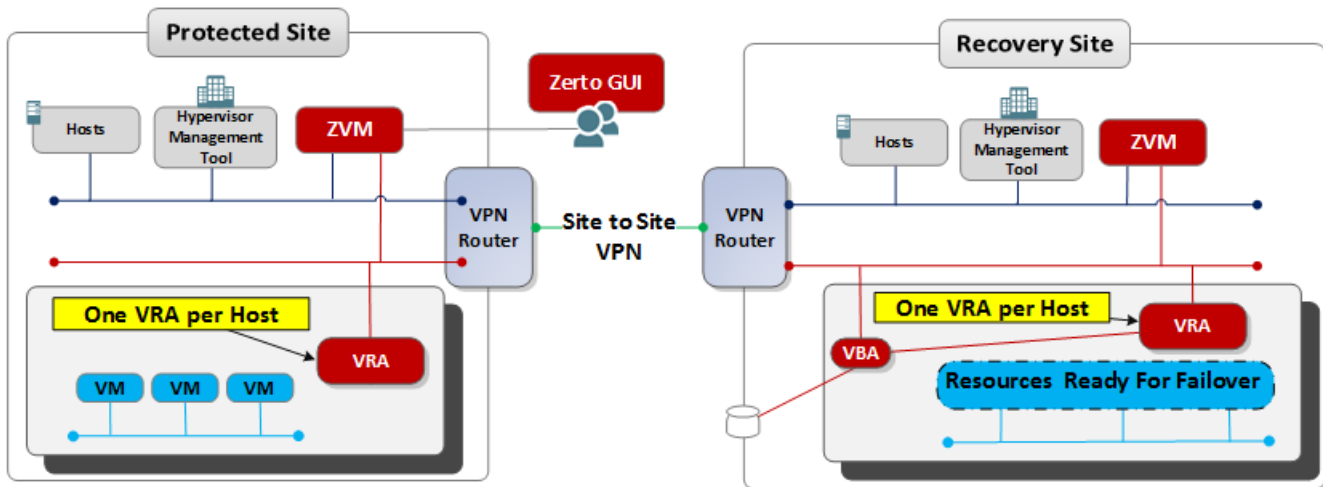 Protected Site
Zerto GUI
Hosts
Hypervisor
Management
Tool
ZVM
VPN
Router
Site to Site
VPN
One VRA per Host
VRA
VM
VM
VM
Recovery Site
Hosts
Hypervisor
Management
Tool
ZVM
VPN
Router
One VRA per Host
VRA
VBA
Resources Ready For Failover